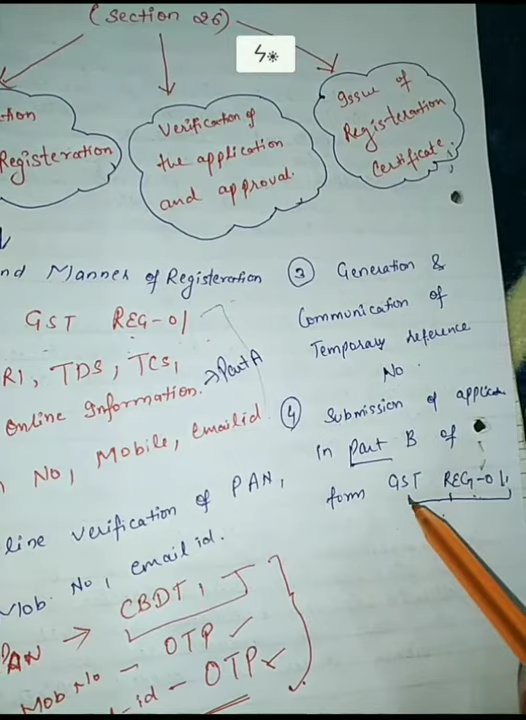 (Section 26)
Registeration
Verification of
the application
and approval.
Issue of
Registeration
Certificate;
nd Manner of Registeration
GST REG-01
TDS, TCS,
Online Information. → Part A
No, Mobile, emailid.
line verification of PAN,
Mob. No, email id.
PAN → CBDT,
Mob No - OTP ✓
-id - OTP ✓
③ Generation &
Communication of
Temporary reference
No.
④ Submission of applicat
in Part B of
form GST REG-01,